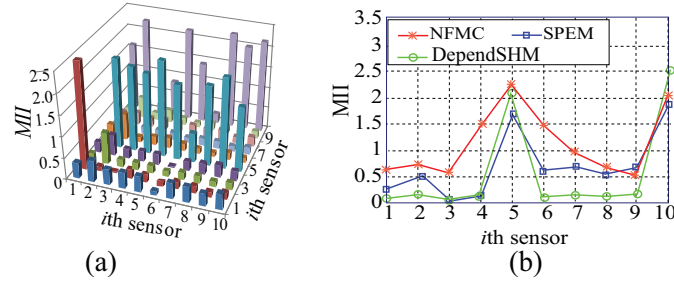 2.5
2.0
1.5
1
0.5
0
MII
1 2 3 4 5 6 7 8 9 10
ith sensor
1
3
5
7
9
ith sensor
(a)
3.5
3
2.5
2
1.5
1
0.5
0
MII
NFMC
SPEM
DependSHM
1 2 3 4 5 6 7 8 9 10
ith sensor
(b)